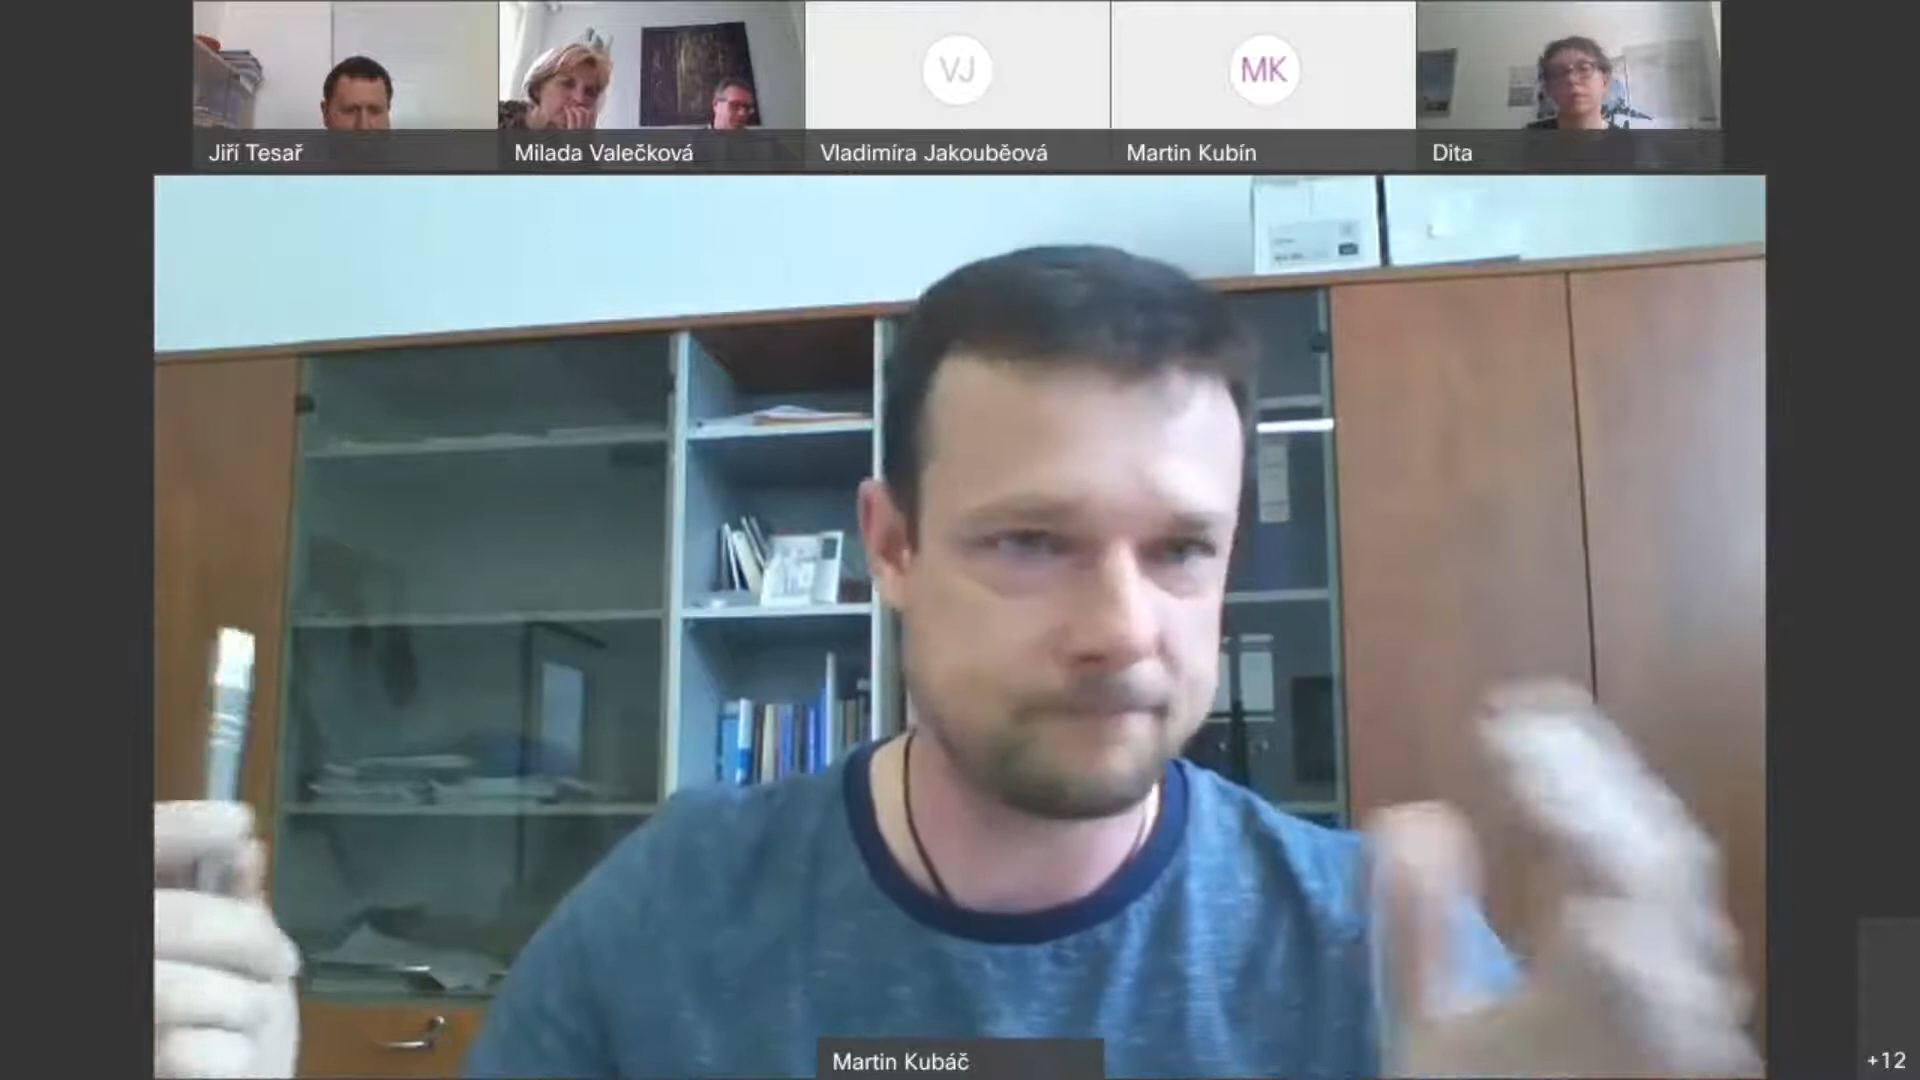 VJ
MK
Jiří Tesař
Milada Valečková
Vladimíra Jakouběová
Martin Kubín
Dita
Martin Kubáč
+12